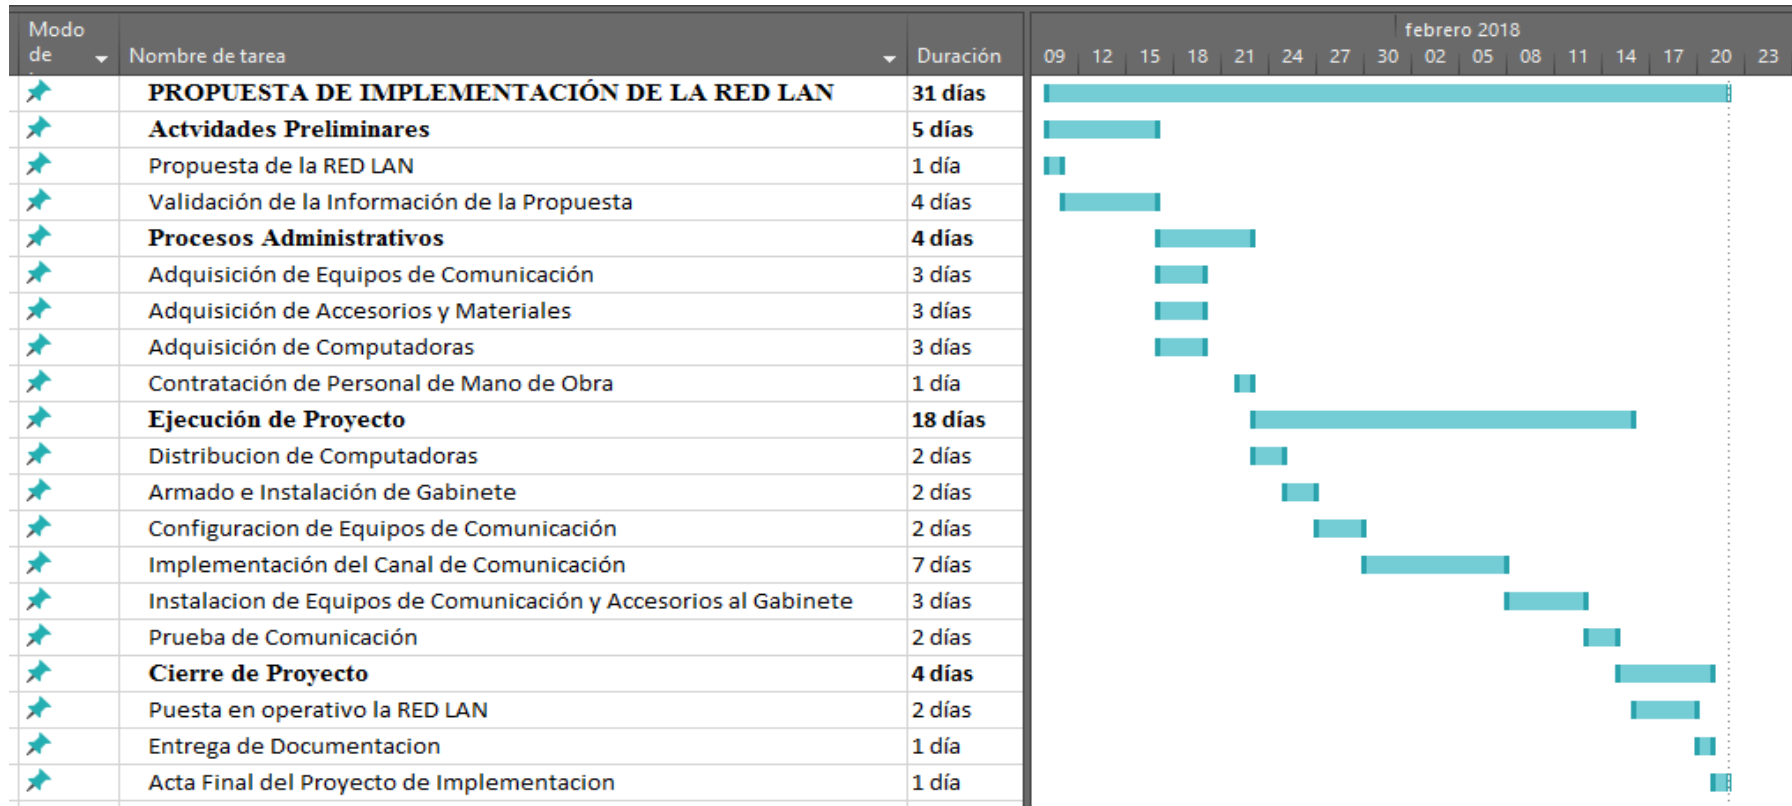 Modo de
Nombre de tarea
Duración
febrero 2018
09 12 15 18 21 24 27 30 02 05 08 11 14 17 20 23
PROPUESTA DE IMPLEMENTACIÓN DE LA RED LAN 31 días
Actvidades Preliminares 5 días
Propuesta de la RED LAN 1 día
Validación de la Información de la Propuesta 4 días
Procesos Administrativos 4 días
Adquisición de Equipos de Comunicación 3 días
Adquisición de Accesorios y Materiales 3 días
Adquisición de Computadoras 3 días
Contratación de Personal de Mano de Obra 1 día
Ejecución de Proyecto 18 días
Distribucion de Computadoras 2 días
Armado e Instalación de Gabinete 2 días
Configuracion de Equipos de Comunicación 2 días
Implementación del Canal de Comunicación 7 días
Instalacion de Equipos de Comunicación y Accesorios al Gabinete 3 días
Prueba de Comunicación 2 días
Cierre de Proyecto 4 días
Puesta en operativo la RED LAN 2 días
Entrega de Documentacion 1 día
Acta Final del Proyecto de Implementacion 1 día